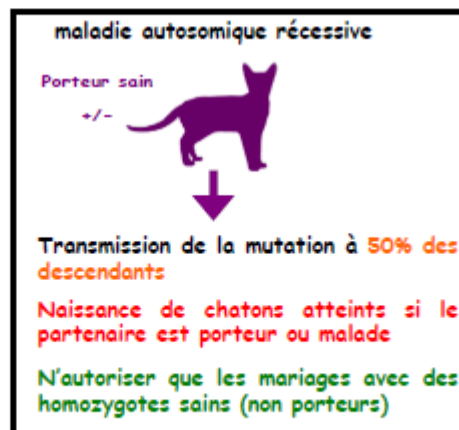 maladie autosomique récessive
Porteur sain
+/-
Transmission de la mutation à 50% des
descendants
Naissance de chatons atteints si le
partenaire est porteur ou malade
N'autoriser que les mariages avec des
homozygotes sains (non porteurs)